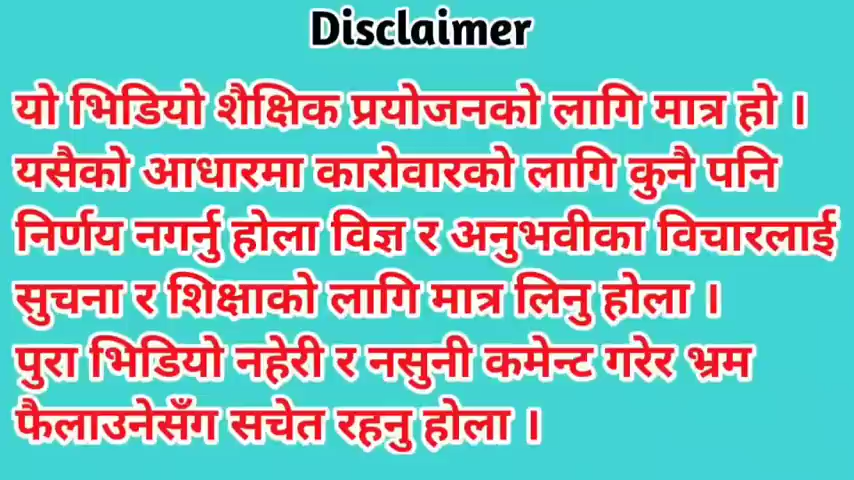 Disclaimer
यो भिडियो शैक्षिक प्रयोजनको लागि मात्र हो ।
यसैको आधारमा कारोवारको लागि कुनै पनि
निर्णय नगर्नु होला विज्ञ र अनुभवीका विचारलाई
सुचना र शिक्षाको लागि मात्र लिनु होला ।
पुरा भिडियो नहेरी र नसुनी कमेन्ट गरेर भ्रम
फैलाउनेसँग सचेत रहनु होला ।